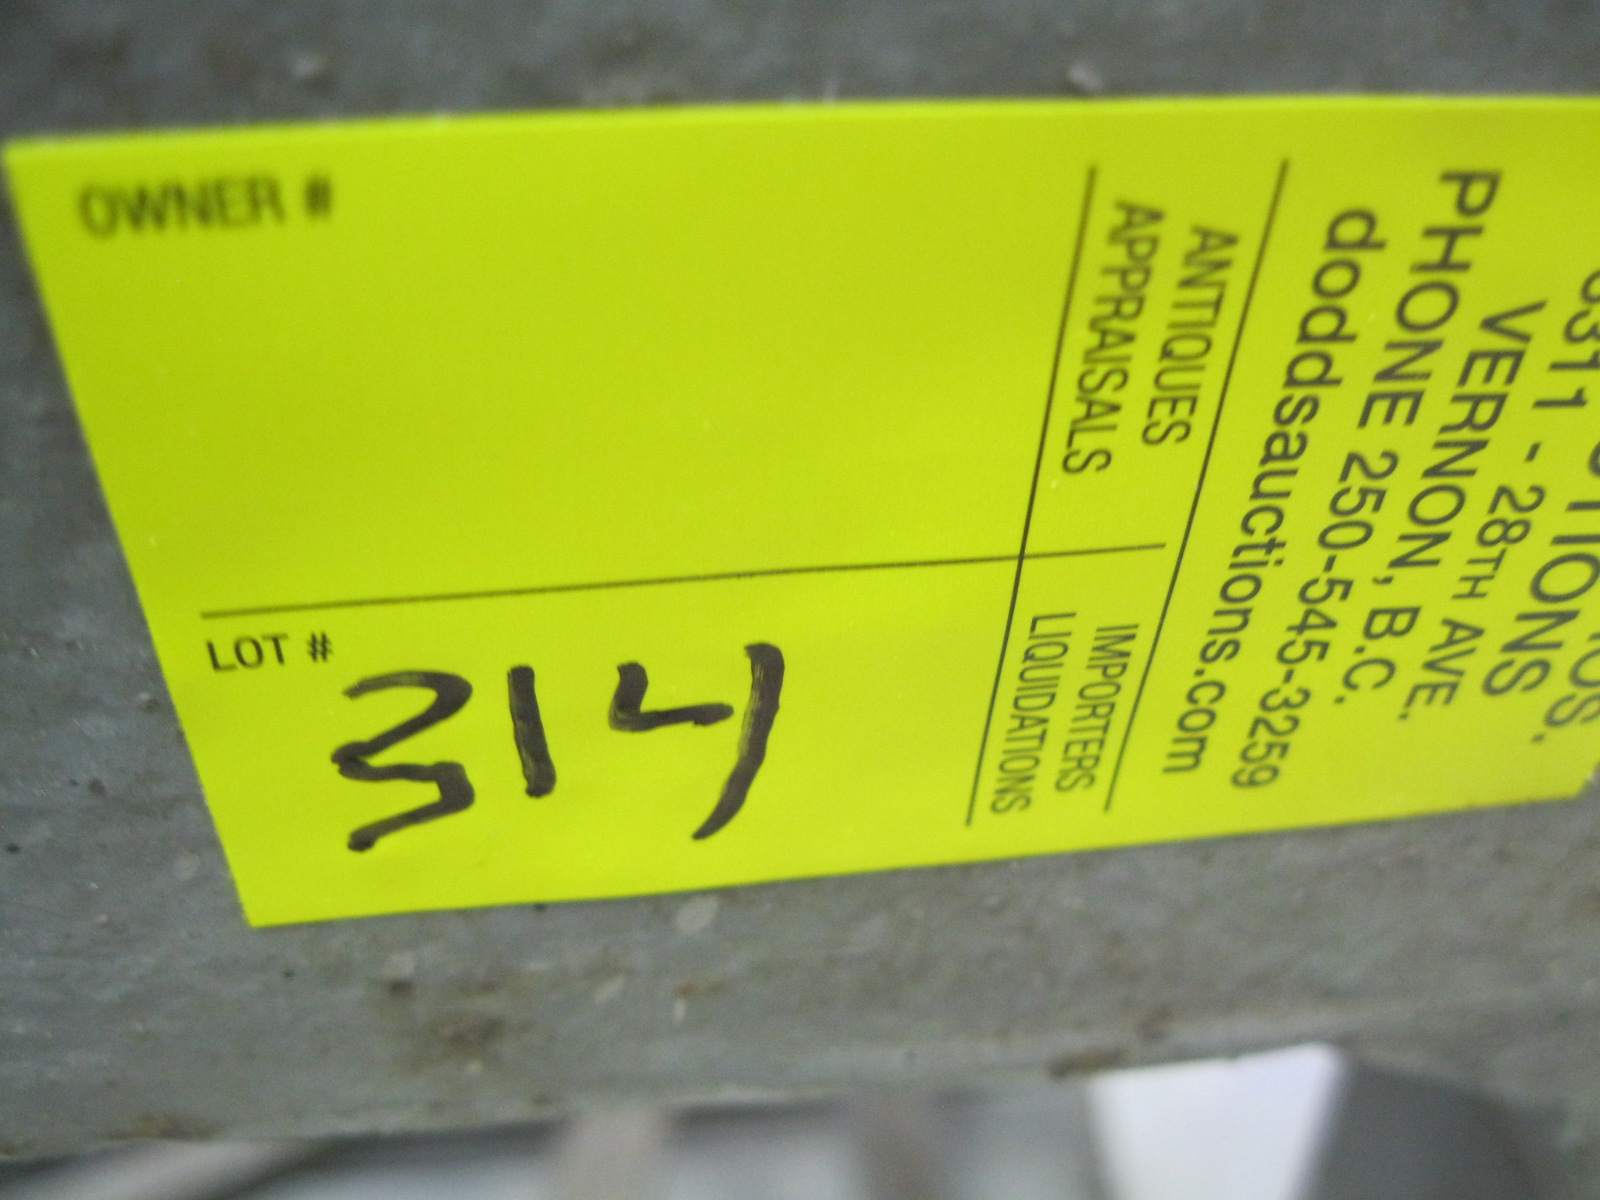 OWNER #
LOT #
314
VERNON, B.C.
PHONE 250-545-3259
doddsauctions.com
ANTIQUES
APPRAISALS
IMPORTERS
LIQUIDATIONS
- 28TH AVE.